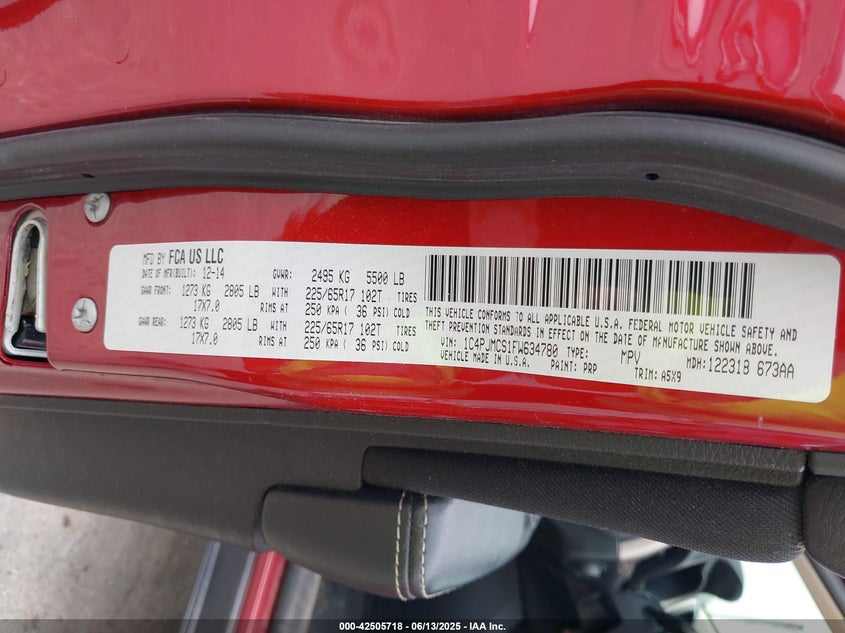 MFD BY FCA US LLC
DATE OF MFR(BUILT): 12-14 GVWR: 2495 KG 5500 LB
GAWR FRONT: 1273 KG 2805 LB WITH 225/65R17 102T TIRES
17X7.0 RIMS AT 250 KPA ( 36 PSI) COLD
GAWR REAR: 1273 KG 2805 LB WITH 225/65R17 102T TIRES
17X7.0 RIMS AT 250 KPA ( 36 PSI) COLD
THIS VEHICLE CONFORMS TO ALL APPLICABLE U.S.A. FEDERAL MOTOR VEHICLE SAFETY AND
THEFT PREVENTION STANDARDS IN EFFECT ON THE DATE OF MANUFACTURE SHOWN ABOVE.
VIN: 1C4PJMCS1FW634780 TYPE: MPV MDH:122318 673AA
VEHICLE MADE IN U.S.A. PAINT: PRP TRIM: A5X9
000-42505718 - 06/13/2025 - IAA Inc.